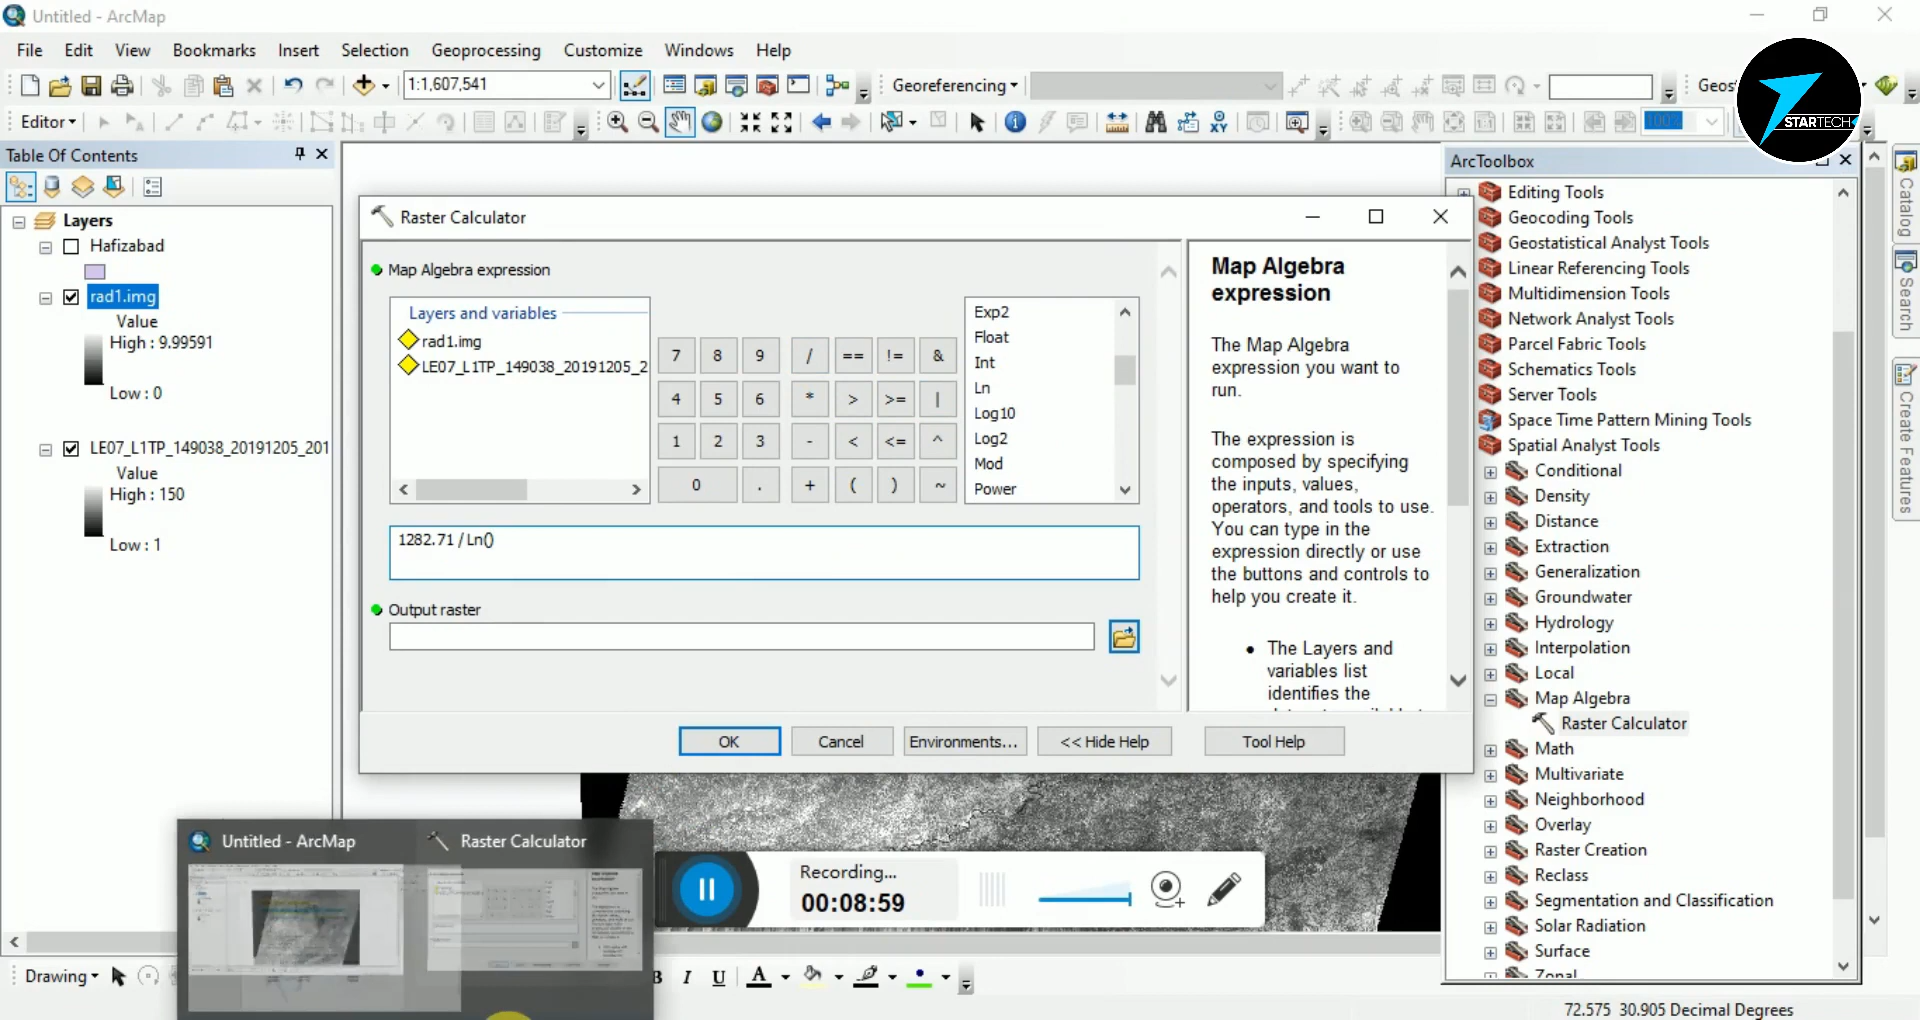 Untitled - ArcMap
File Edit View Bookmarks Insert Selection Geoprocessing Customize Windows Help
1:1,607,541 Georeferencing Geos
STARTECH
Editor 100%
Table Of Contents
Layers
Hafizabad
rad1.img
Value
High : 9.99591
Low : 0
LE07_L1TP_149038_20191205_201
Value
High : 150
Low : 1
Raster Calculator
Map Algebra expression
Layers and variables
rad1.img
LE07_L1TP_149038_20191205_2
7 8 9 / == != &
4 5 6 * > >= |
1 2 3 - < <= ^
0 . + ( ) ~
Exp2
Float
Int
Ln
Log10
Log2
Mod
Power
1282.71 / Ln()
Output raster
OK Cancel Environments... << Hide Help Tool Help
Map Algebra
expression
The Map Algebra
expression you want to
run.
The expression is
composed by specifying
the inputs, values,
operators, and tools to use.
You can type in the
expression directly or use
the buttons and controls to
help you create it.
The Layers and
variables list
identifies the
ArcToolbox
Editing Tools
Geocoding Tools
Geostatistical Analyst Tools
Linear Referencing Tools
Multidimension Tools
Network Analyst Tools
Parcel Fabric Tools
Schematics Tools
Server Tools
Space Time Pattern Mining Tools
Spatial Analyst Tools
Conditional
Density
Distance
Extraction
Generalization
Groundwater
Hydrology
Interpolation
Local
Map Algebra
Raster Calculator
Math
Multivariate
Neighborhood
Overlay
Raster Creation
Reclass
Segmentation and Classification
Solar Radiation
Surface
Zonal
Catalog
Search
Create Features
Untitled - ArcMap
Raster Calculator
Recording...
00:08:59
Drawing B I U A
72.575 30.905 Decimal Degrees